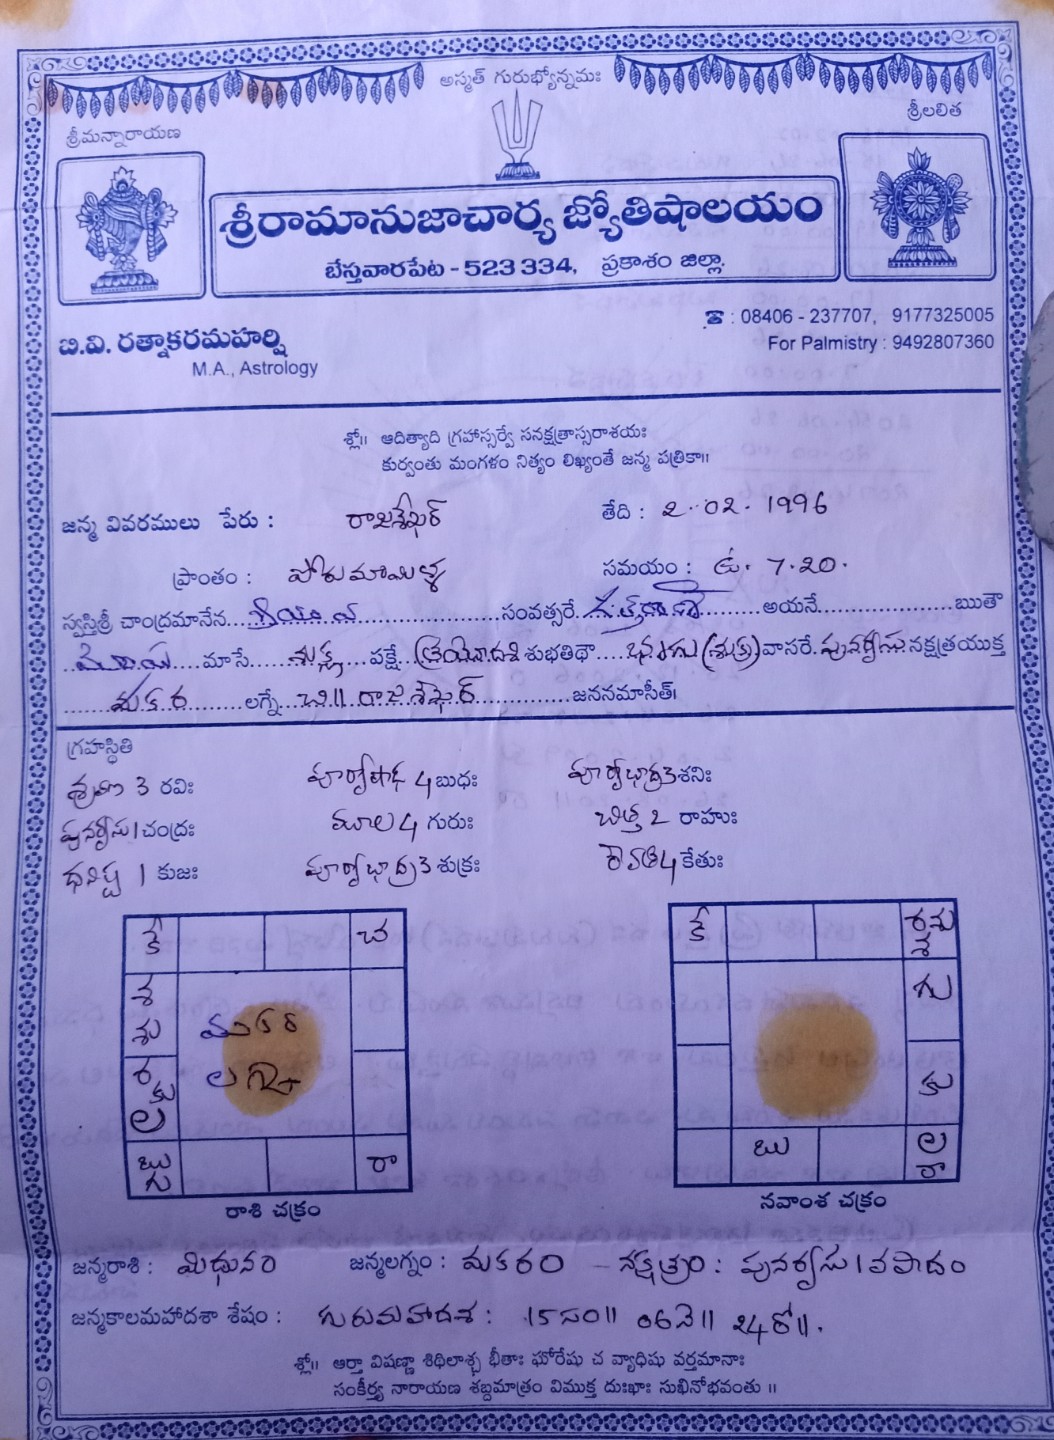 అస్మత్ గురుభ్యోన్నమః
శ్రీమన్నారాయణ
శ్రీలలిత
శ్రీరామానుజాచార్య జ్యోతిషాలయం
బేస్తవారపేట - 523 334, ప్రకాశం జిల్లా.
☎ : 08406 - 237707, 9177325005
For Palmistry : 9492807360
బి.వి. రత్నాకరమహర్షి
M.A., Astrology
శ్లో॥ ఆదిత్యాది గ్రహాస్సర్వే సనక్షత్రాస్సరాశయః
కుర్వంతు మంగళం నిత్యం లిఖ్యంతే జన్మ పత్రికా॥
జన్మ వివరములు పేరు : రాజశేఖర్ తేది : 2.02.1996
ప్రాంతం : పోరుమామిళ్ళ సమయం : ఉ. 7.20.
స్వస్తిశ్రీ చాంద్రమానేన సంవత్సరే అయనే ఋతౌ
మాసే శుక్ల పక్షే త్రయోదశి శుభతిథౌ (శుక్ర) వాసరే పునర్వసు నక్షత్రయుక్త
మకర లగ్నే చి॥ రాజశేఖర్ జననమాసీత్।
గ్రహస్థితి
శ్రవణ 3 రవిః పూర్వాషాఢ 4 బుధః పూర్వాభాద్ర 3 శనిః
పునర్వసు 1 చంద్రః మూల 4 గురుః చిత్త 2 రాహుః
ధనిష్ఠ 1 కుజః పూర్వాభాద్ర 3 శుక్రః రేవతి 4 కేతుః
కే చ
శ
శు
మకర
ర
కు
ల
లగ్నం
బు
గు
రా
రాశి చక్రం
కే ర చ శు
శ
గు
కు
బు ల
రా
నవాంశ చక్రం
జన్మరాశి : మిధునం జన్మలగ్నం : మకరం - నక్షత్రం : పునర్వసు 1వ పాదం
జన్మకాలమహాదశా శేషం : గురుమహాదశ : 15 సం॥ 06 నె॥ 24 రో॥.
శ్లో॥ ఆర్తా విషణ్ణా శిథిలాశ్చ భీతాః ఘోరేషు చ వ్యాధిషు వర్తమానాః
సంకీర్త్య నారాయణ శబ్దమాత్రం విముక్త దుఃఖాః సుఖినోభవంతు ॥